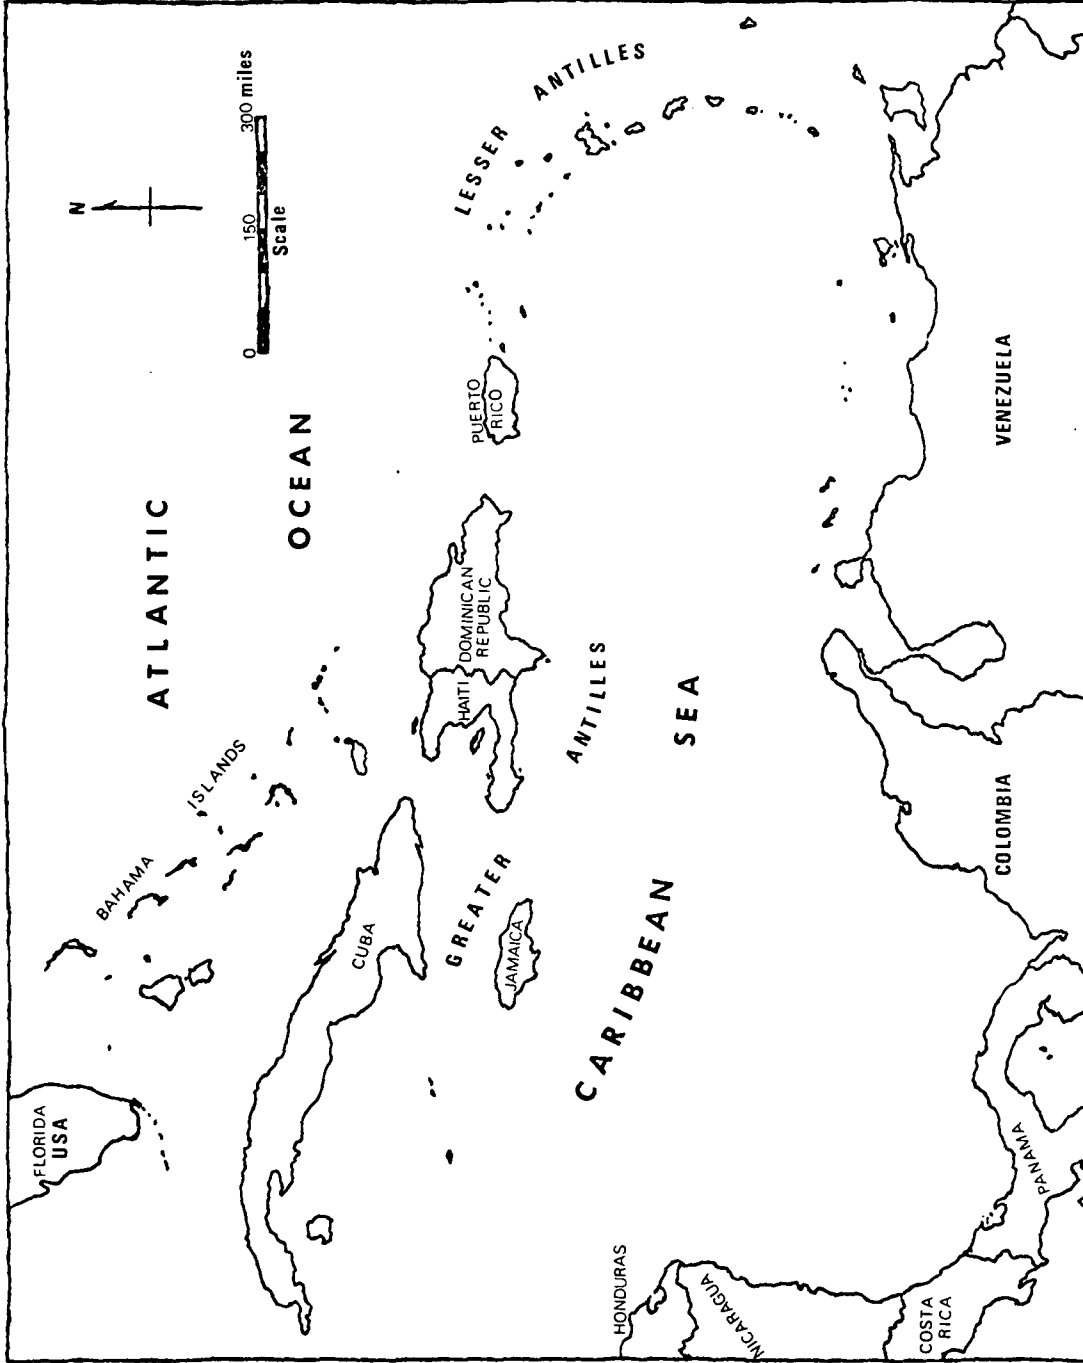 FLORIDA
USA
BAHAMA
ISLANDS
ATLANTIC
OCEAN
N
0 150 300 miles
Scale
CUBA
GREATER
ANTILLES
JAMAICA
HAITI
DOMINICAN
REPUBLIC
PUERTO
RICO
LESSER
ANTILLES
CARIBBEAN
SEA
HONDURAS
NICARAGUA
COSTA
RICA
PANAMA
COLOMBIA
VENEZUELA